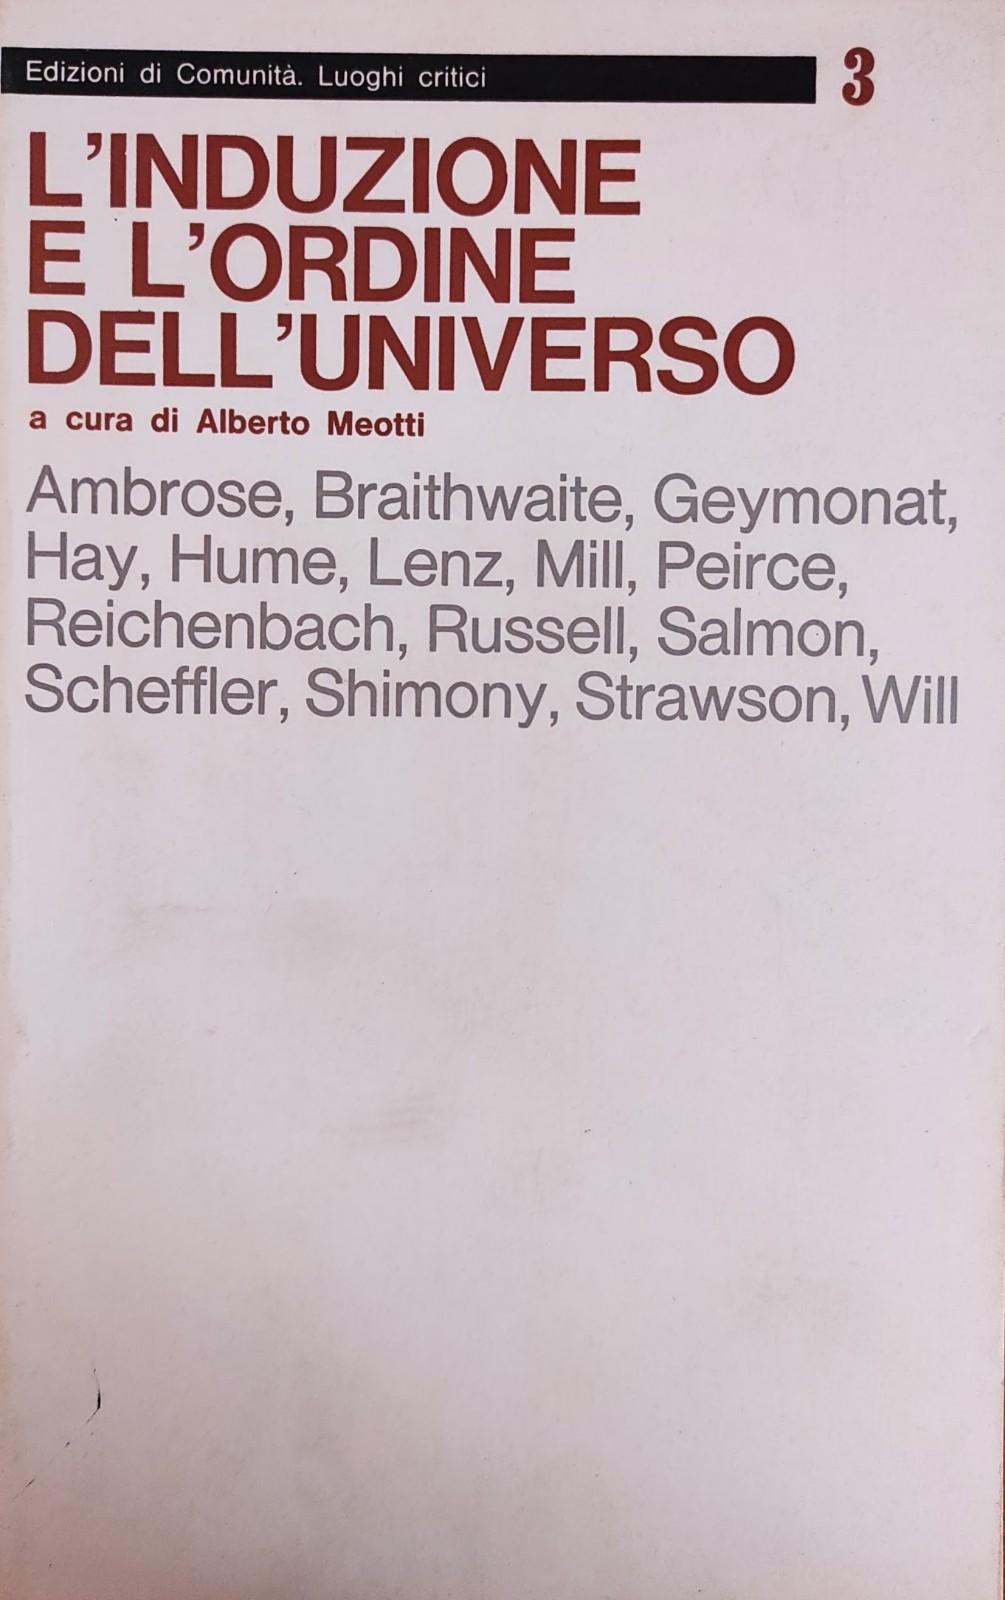 Edizioni di Comunità. Luoghi critici
3
L'INDUZIONE
E L'ORDINE
DELL'UNIVERSO
a cura di Alberto Meotti
Ambrose, Braithwaite, Geymonat,
Hay, Hume, Lenz, Mill, Peirce,
Reichenbach, Russell, Salmon,
Scheffler, Shimony, Strawson, Will